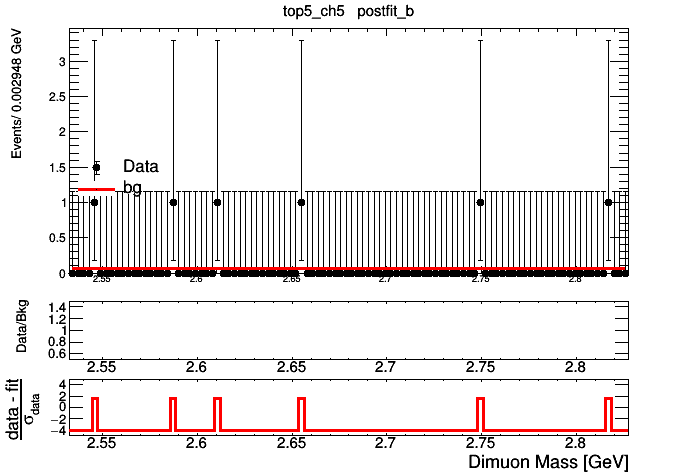 top5_ch5 postfit_b
Events/ 0.002948 GeV
3
2.5
2
1.5
1
0.5
0
Data
bg
2.55 2.6 2.65 2.7 2.75 2.8
Data/Bkg
1.4
1.2
1
0.8
0.6
2.55 2.6 2.65 2.7 2.75 2.8
data - fit
σdata
4
2
0
−2
−4
2.55 2.6 2.65 2.7 2.75 2.8
Dimuon Mass [GeV]